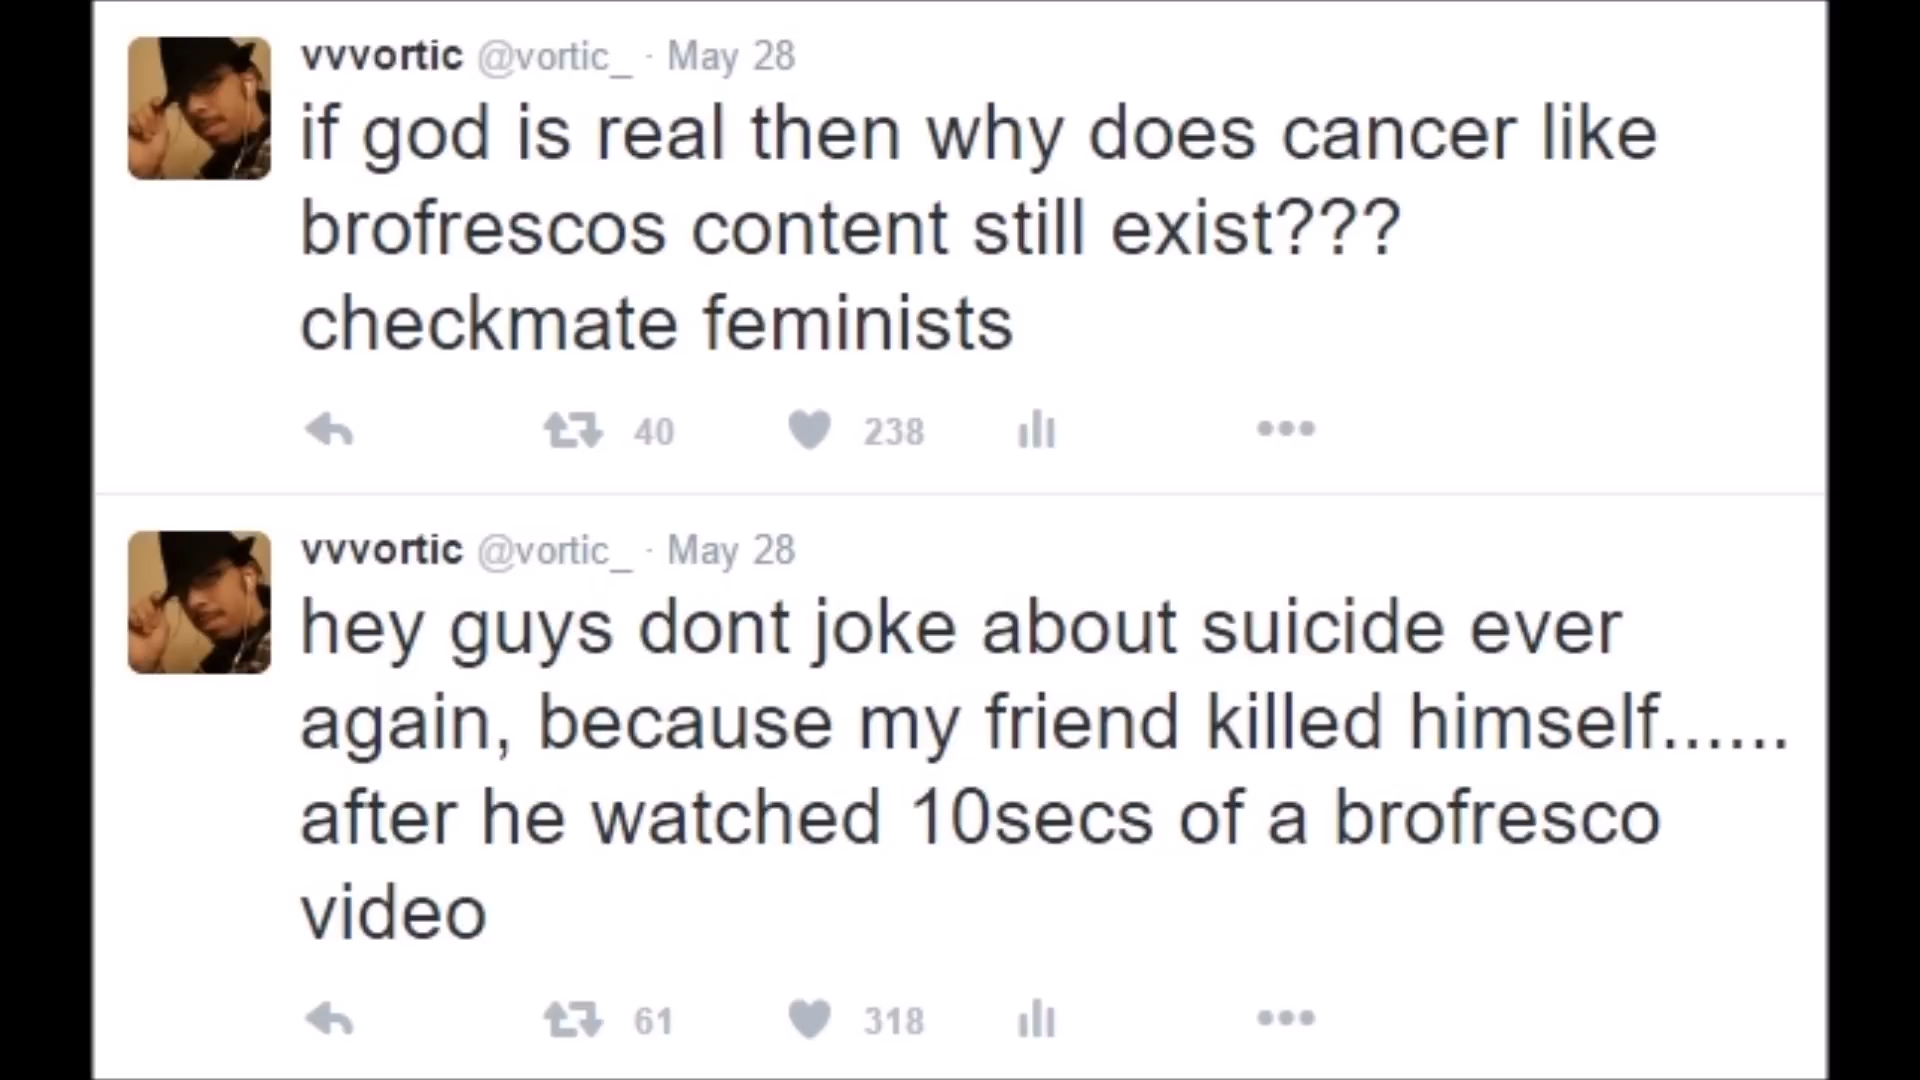 vvvortic @vortic_ · May 28
if god is real then why does cancer like
brofrescos content still exist???
checkmate feminists
40 238
vvvortic @vortic_ · May 28
hey guys dont joke about suicide ever
again, because my friend killed himself......
after he watched 10secs of a brofresco
video
61 318